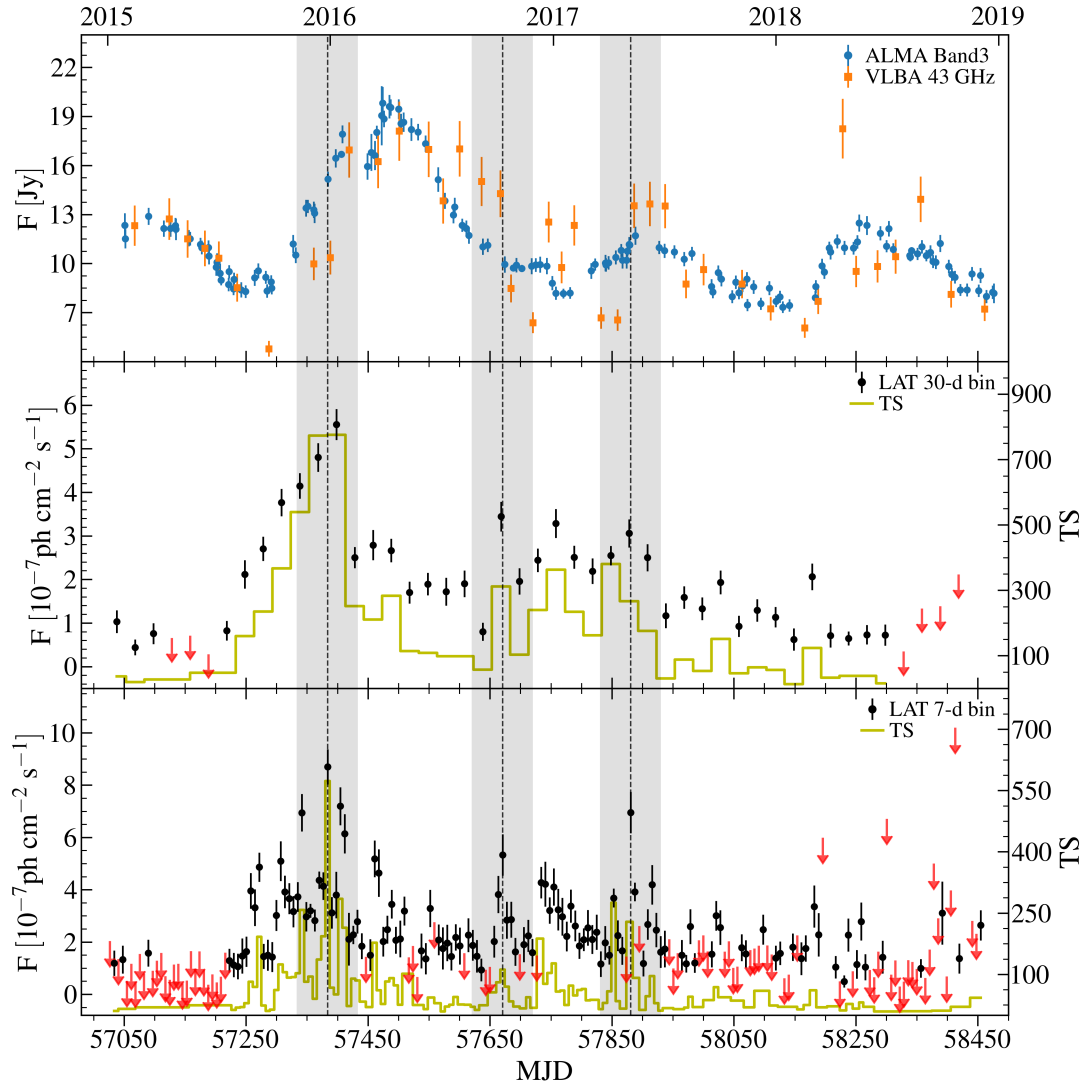 2015 2016 2017 2018 2019
ALMA Band3
VLBA 43 GHz
F [Jy]
22
19
16
13
10
7
LAT 30-d bin
TS
F [10⁻⁷ph cm⁻² s⁻¹]
6
5
4
3
2
1
0
900
700
500
300
100
TS
LAT 7-d bin
TS
F [10⁻⁷ph cm⁻² s⁻¹]
10
8
6
4
2
0
700
550
400
250
100
TS
57050 57250 57450 57650 57850 58050 58250 58450
MJD